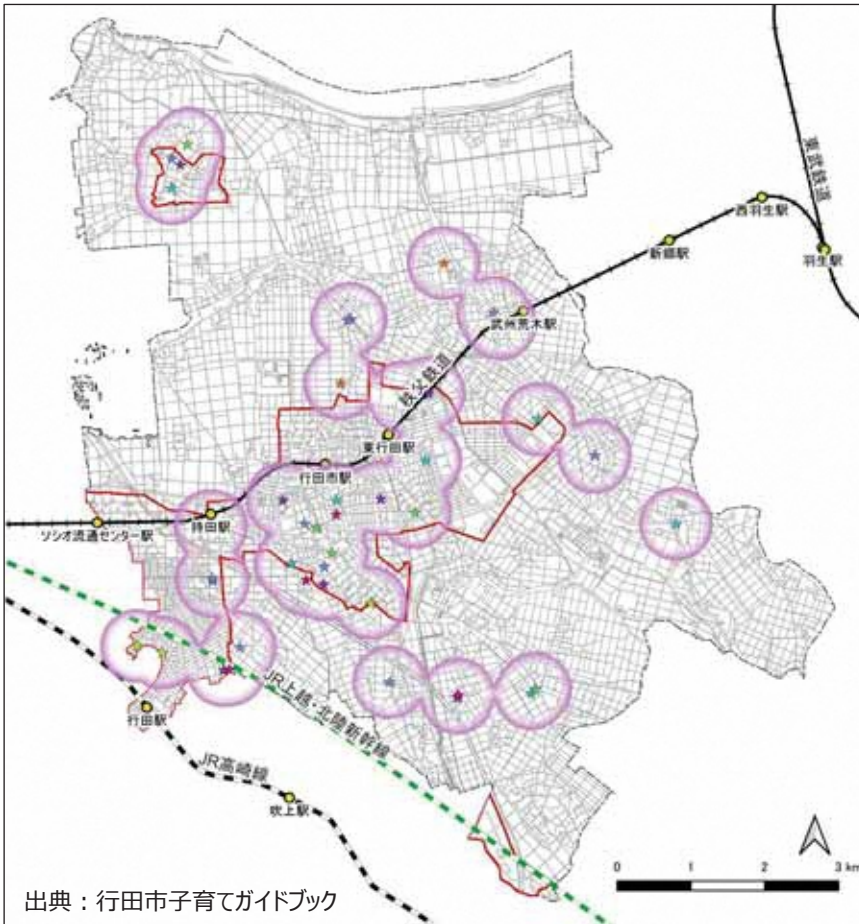 東武鉄道
西羽生駅
新郷駅
羽生駅
武州荒木駅
秩父鉄道
東行田駅
行田市駅
持田駅
ソシオ流通センター駅
JR上越・北陸新幹線
行田駅
JR高崎線
吹上駅
0 1 2 3 km
出典：行田市子育てガイドブック